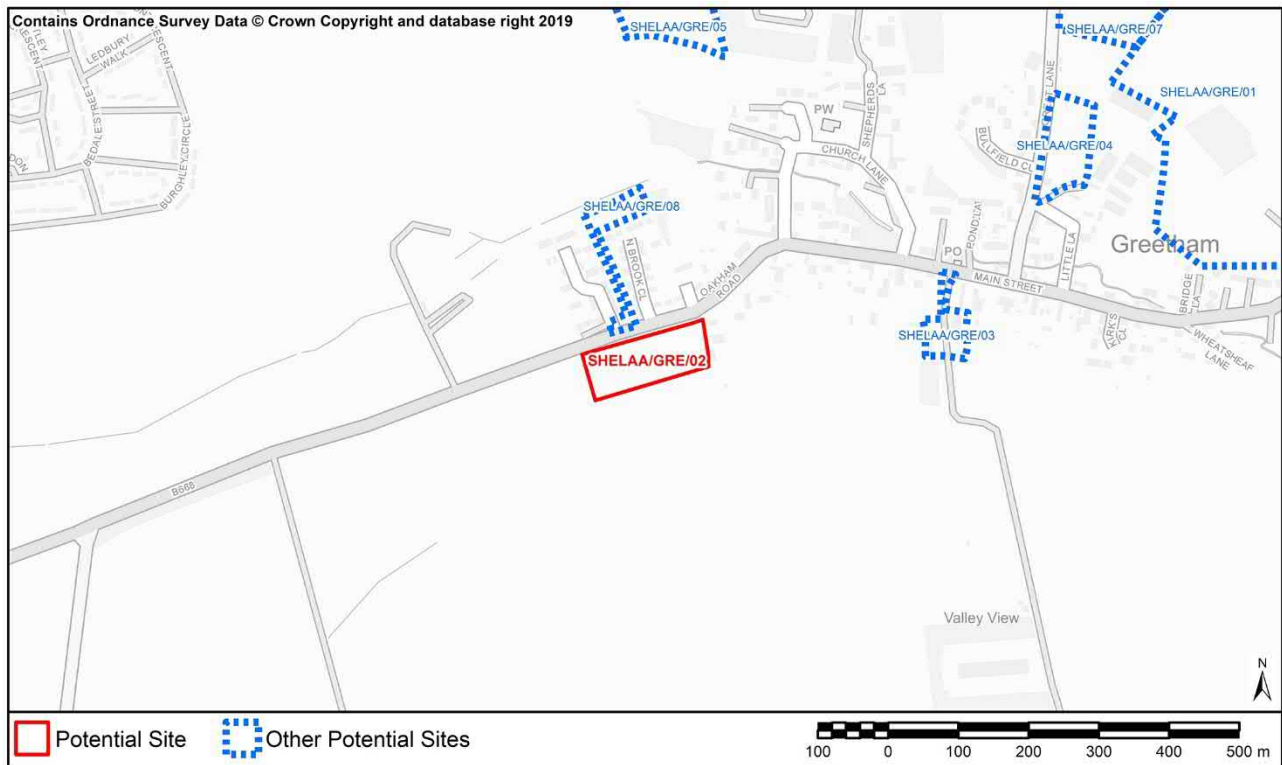 Contains Ordnance Survey Data © Crown Copyright and database right 2019
LEDBURY
WALK
BEDALE STREET
BURGHLEY CIRCLE
SHELAA/GRE/05
SHELAA/GRE/07
SHELAA/GRE/01
SHELAA/GRE/04
PW
SHEPHERDS
LA
CHURCH LANE
BULLFIELD CL
SHELAA/GRE/08
N BROOK CL
OAKHAM
ROAD
PO
POND LA
MAIN STREET
LITTLE LA
Greetham
BRIDGE
LA
KIRK'S
CL
WHEATSHEAF
LANE
SHELAA/GRE/03
SHELAA/GRE/02
B668
Valley View
N
Potential Site
Other Potential Sites
100 0 100 200 300 400 500 m